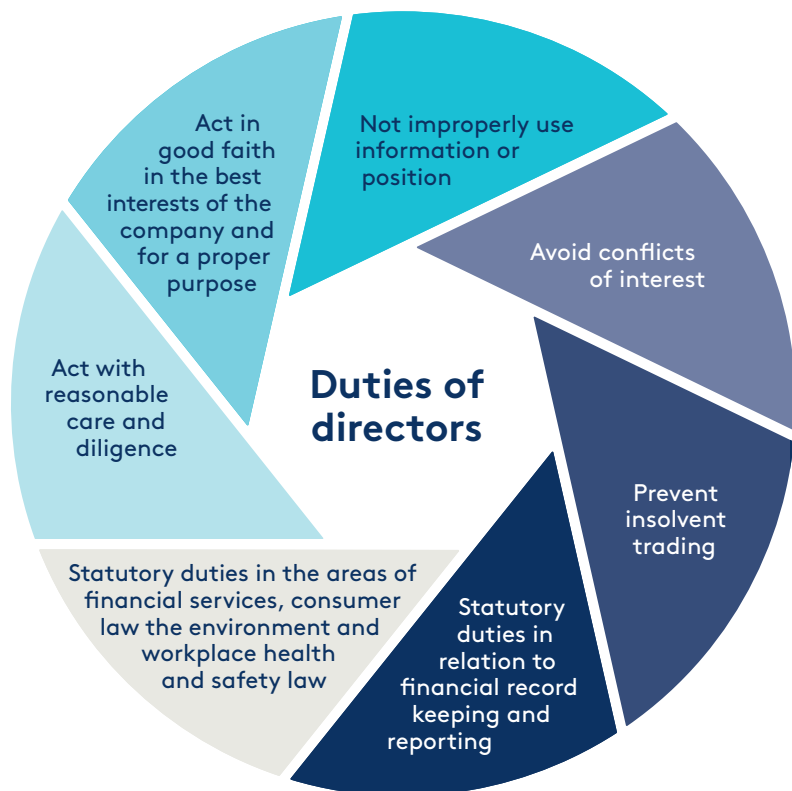 Duties of
directors
Not improperly use
information or
position
Avoid conflicts
of interest
Prevent
insolvent
trading
Statutory
duties in
relation to
financial record
keeping and
reporting
Statutory duties in the areas of
financial services, consumer
law the environment and
workplace health
and safety law
Act with
reasonable
care and
diligence
Act in
good faith
in the best
interests of the
company and
for a proper
purpose